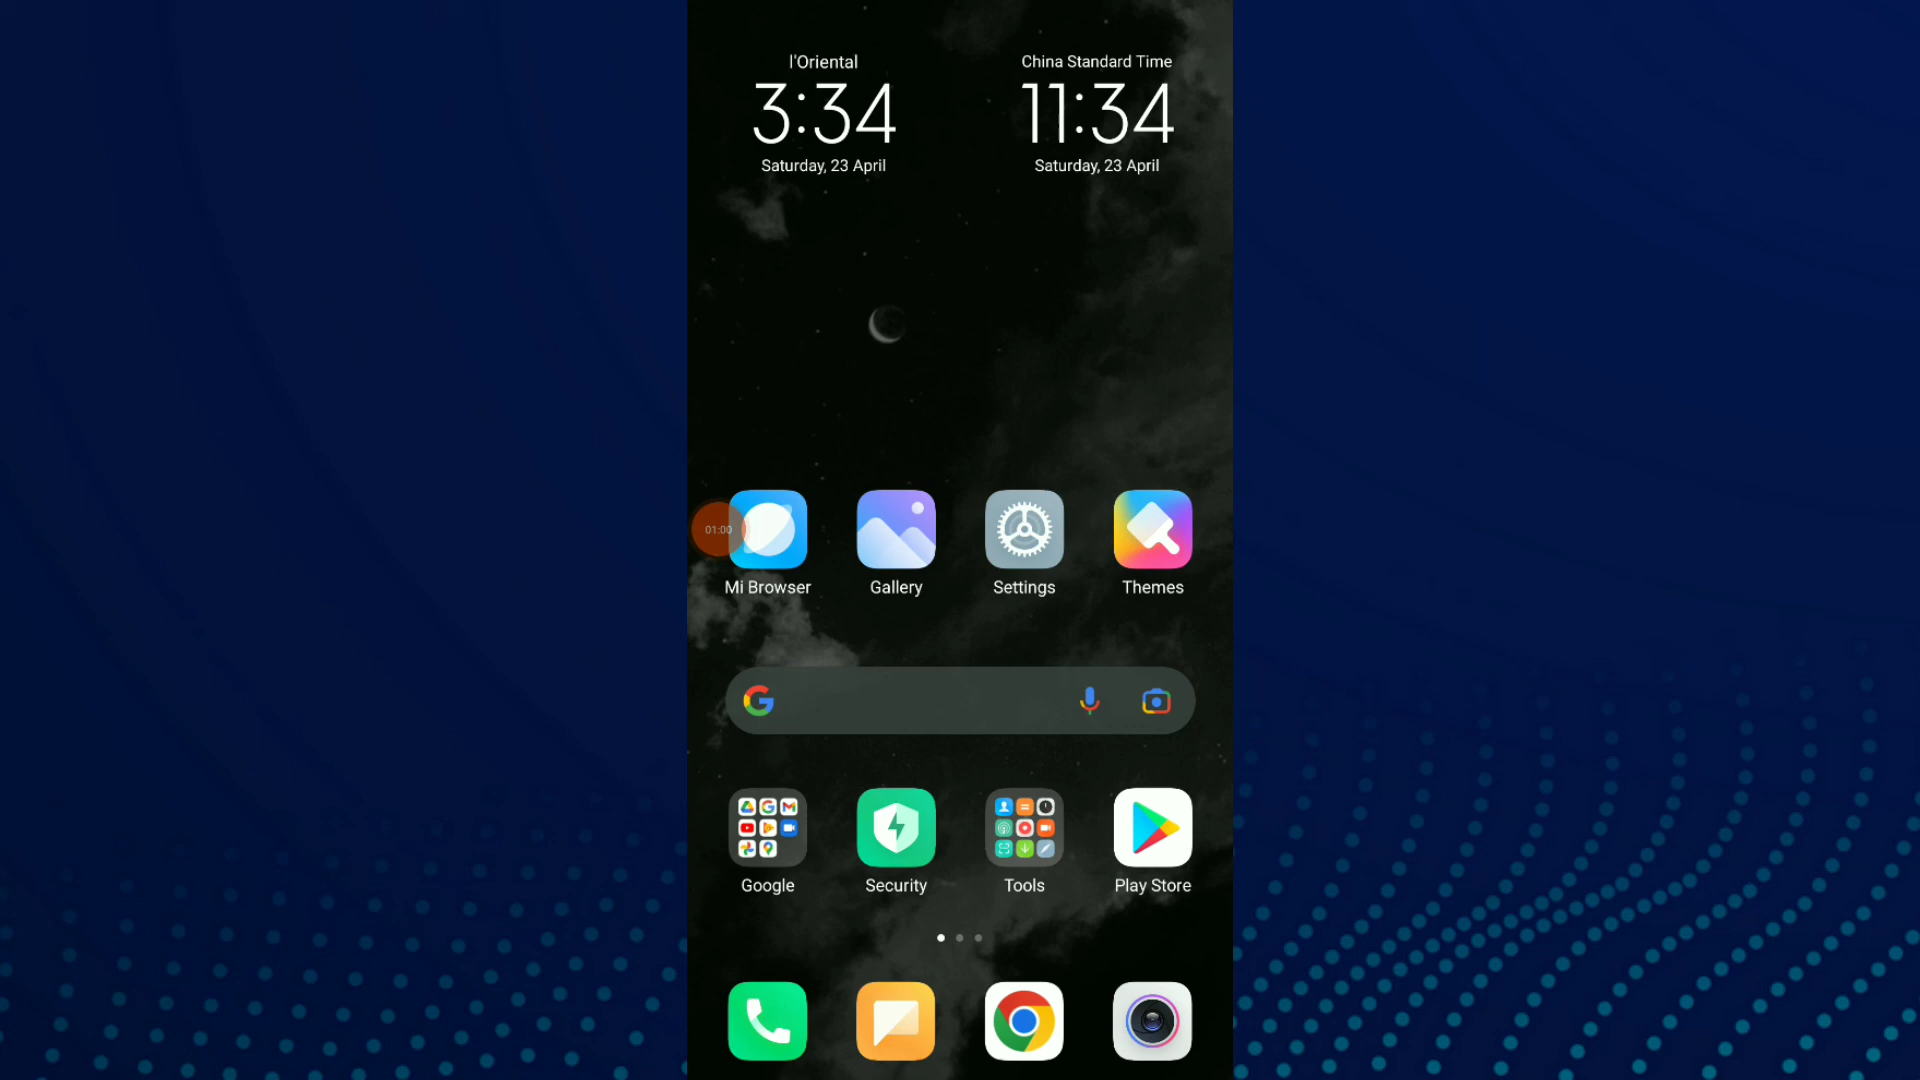 l'Oriental
3:34
Saturday, 23 April
China Standard Time
11:34
Saturday, 23 April
01:00
Mi Browser
Gallery
Settings
Themes
Google
Security
Tools
Play Store